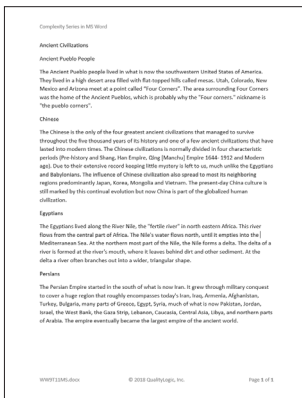 Complexity Series in MS Word
Ancient Civilizations
Ancient Pueblo People
The Ancient Pueblo people lived in what is now the southwestern United States of America.
They lived in a high desert area filled with flat-topped hills called mesas. Utah, Colorado, New
Mexico and Arizona meet at a point called "Four Corners". The area surrounding Four Corners
was the home of the Ancient Pueblos, which is probably why the "Four corners." nickname is
"the pueblo corners".
Chinese
The Chinese is the only of the four greatest ancient civilizations that managed to survive
throughout the five thousand years of its history and one of a few ancient civilizations that have
lasted into modern times. The Chinese civilizations is normally divided in four characteristic
periods (Pre-history and Shang, Han Empire, Qing [Manchu] Empire 1644- 1912 and Modern
age). Due to their extensive record keeping little mystery is left to us, much unlike the Egyptians
and Babylonians. The influence of Chinese civilization also spread to most its neighboring
regions predominantly Japan, Korea, Mongolia and Vietnam. The present-day China culture is
still marked by this continual evolution but now China is part of the globalized human
civilization.
Egyptians
The Egyptians lived along the River Nile, the "fertile river" in north eastern Africa. This river
flows from the central part of Africa. The Nile's water flows north, until it empties into the
Mediterranean Sea. At the northern most part of the Nile, the Nile forms a delta. The delta of a
river is formed at the river's mouth, where it leaves behind dirt and other sediment. At the
delta a river often branches out into a wider, triangular shape.
Persians
The Persian Empire started in the south of what is now Iran. It grew through military conquest
to cover a huge region that roughly encompasses today's Iran, Iraq, Armenia, Afghanistan,
Turkey, Bulgaria, many parts of Greece, Egypt, Syria, much of what is now Pakistan, Jordan,
Israel, the West Bank, the Gaza Strip, Lebanon, Caucasia, Central Asia, Libya, and northern parts
of Arabia. The empire eventually became the largest empire of the ancient world.
WW9711MS.docx © 2018 QualityLogic, Inc. Page 1 of 1